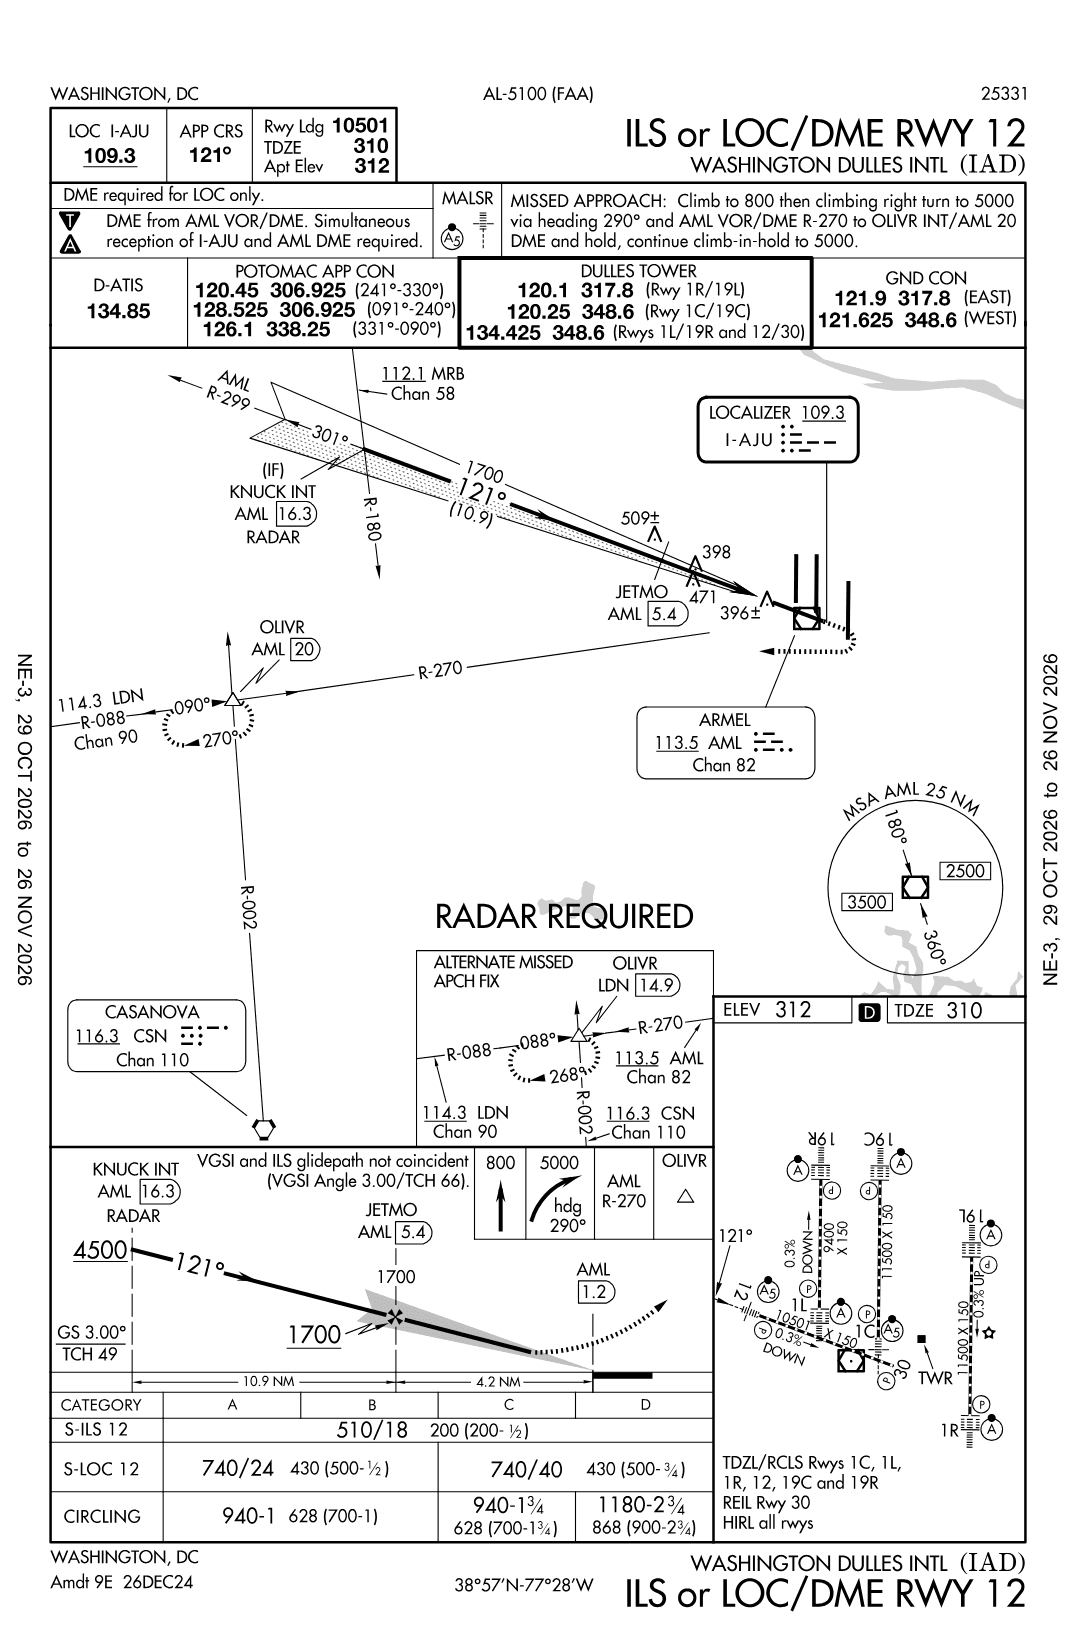 WASHINGTON, DC
AL-5100 (FAA)
25331
LOC I-AJU
109.3
APP CRS
121°
Rwy Ldg 10501
TDZE 310
Apt Elev 312
ILS or LOC/DME RWY 12
WASHINGTON DULLES INTL (IAD)
DME required for LOC only.
T
A
DME from AML VOR/DME. Simultaneous
reception of I-AJU and AML DME required.
MALSR
A5
MISSED APPROACH: Climb to 800 then climbing right turn to 5000
via heading 290° and AML VOR/DME R-270 to OLIVR INT/AML 20
DME and hold, continue climb-in-hold to 5000.
D-ATIS
134.85
POTOMAC APP CON
120.45 306.925 (241°-330°)
128.525 306.925 (091°-240°)
126.1 338.25 (331°-090°)
DULLES TOWER
120.1 317.8 (Rwy 1R/19L)
120.25 348.6 (Rwy 1C/19C)
134.425 348.6 (Rwys 1L/19R and 12/30)
GND CON
121.9 317.8 (EAST)
121.625 348.6 (WEST)
AML
R-299
112.1 MRB
Chan 58
LOCALIZER 109.3
I-AJU
301°
1700
121°
(10.9)
(IF)
KNUCK INT
AML 16.3
RADAR
R-180
509±
398
JETMO
AML 5.4
471
396±
OLIVR
AML 20
R-270
114.3 LDN
R-088
Chan 90
090°
270°
ARMEL
113.5 AML
Chan 82
MSA AML 25 NM
180°
2500
3500
360°
R-002
RADAR REQUIRED
CASANOVA
116.3 CSN
Chan 110
ALTERNATE MISSED
APCH FIX
OLIVR
LDN 14.9
R-270
R-088
088°
268°
113.5 AML
Chan 82
R-002
114.3 LDN
Chan 90
116.3 CSN
Chan 110
ELEV 312
D
TDZE 310
19R
19C
A
A
P
P
19L
A
P
121°
0.3%
DOWN
9400
X 150
11500 X 150
0.3% UP
11500 X 150
12
A5
P
1L
A
P
P
1C
A5
10501 X 150
0.3%
DOWN
30
P
TWR
P
1R
A
TDZL/RCLS Rwys 1C, 1L,
1R, 12, 19C and 19R
REIL Rwy 30
HIRL all rwys
KNUCK INT
AML 16.3
RADAR
VGSI and ILS glidepath not coincident
(VGSI Angle 3.00/TCH 66).
800
5000
hdg
290°
AML
R-270
OLIVR
JETMO
AML 5.4
4500
121°
1700
AML
1.2
1700
GS 3.00°
TCH 49
10.9 NM
4.2 NM
CATEGORY
A
B
C
D
S-ILS 12
510/18 200 (200-½)
S-LOC 12
740/24 430 (500-½)
740/40 430 (500-¾)
CIRCLING
940-1 628 (700-1)
940-1¾
628 (700-1¾)
1180-2¾
868 (900-2¾)
WASHINGTON, DC
Amdt 9E 26DEC24
38°57'N-77°28'W
WASHINGTON DULLES INTL (IAD)
ILS or LOC/DME RWY 12
NE-3, 29 OCT 2026 to 26 NOV 2026
NE-3, 29 OCT 2026 to 26 NOV 2026